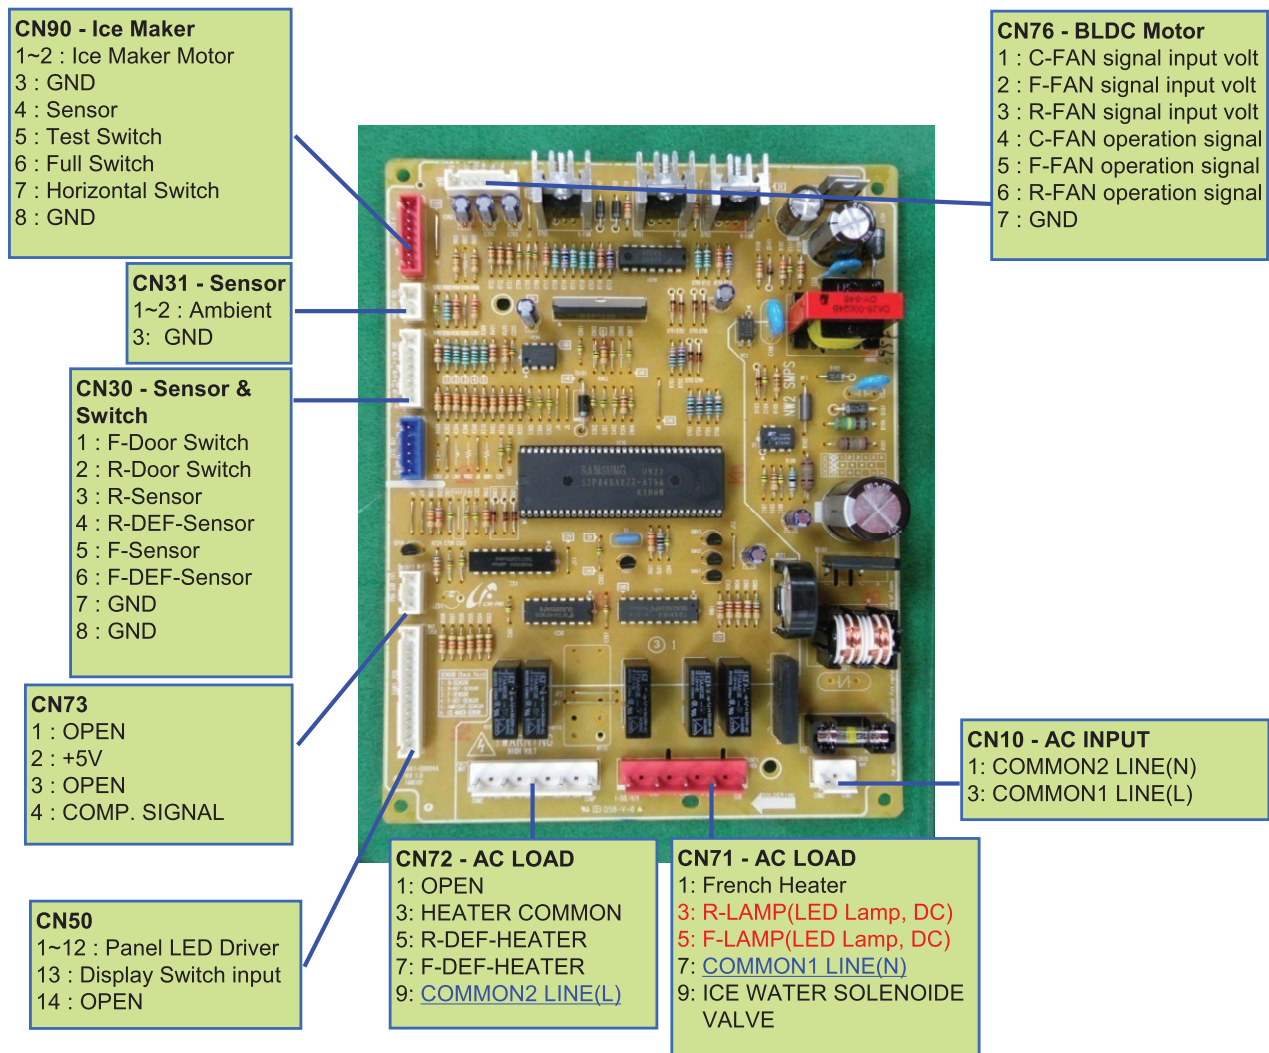 CN90 - Ice Maker
1~2 : Ice Maker Motor
3 : GND
4 : Sensor
5 : Test Switch
6 : Full Switch
7 : Horizontal Switch
8 : GND
CN76 - BLDC Motor
1 : C-FAN signal input volt
2 : F-FAN signal input volt
3 : R-FAN signal input volt
4 : C-FAN operation signal
5 : F-FAN operation signal
6 : R-FAN operation signal
7 : GND
CN31 - Sensor
1~2 : Ambient
3: GND
CN30 - Sensor &
Switch
1 : F-Door Switch
2 : R-Door Switch
3 : R-Sensor
4 : R-DEF-Sensor
5 : F-Sensor
6 : F-DEF-Sensor
7 : GND
8 : GND
NW2 SMPS
SAMSUNG
CN73
1 : OPEN
2 : +5V
3 : OPEN
4 : COMP. SIGNAL
WARNING
HIGH VOLT
CN10 - AC INPUT
1: COMMON2 LINE(N)
3: COMMON1 LINE(L)
CN50
1~12 : Panel LED Driver
13 : Display Switch input
14 : OPEN
CN72 - AC LOAD
1: OPEN
3: HEATER COMMON
5: R-DEF-HEATER
7: F-DEF-HEATER
9: COMMON2 LINE(L)
CN71 - AC LOAD
1: French Heater
3: R-LAMP(LED Lamp, DC)
5: F-LAMP(LED Lamp, DC)
7: COMMON1 LINE(N)
9: ICE WATER SOLENOIDE
VALVE